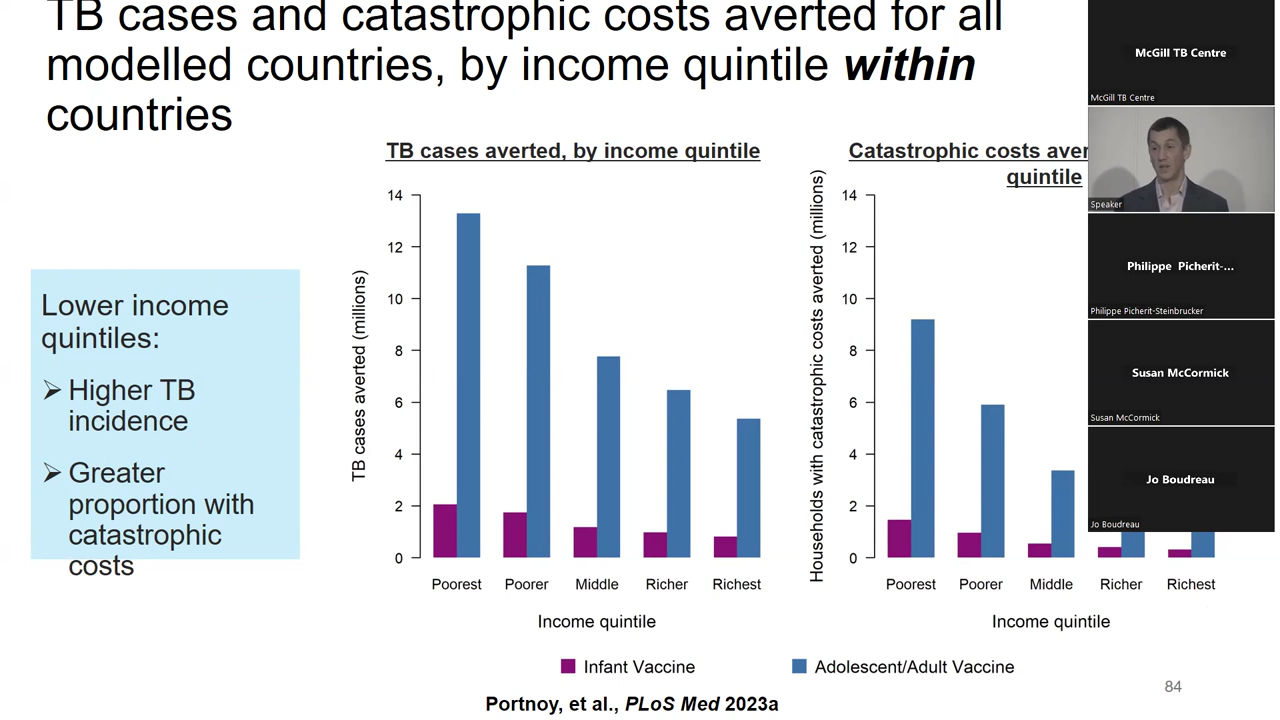 TB cases and catastrophic costs averted for all
modelled countries, by income quintile within
countries
Lower income
quintiles:
➢ Higher TB
incidence
➢ Greater
proportion with
catastrophic
costs
TB cases averted, by income quintile
TB cases averted (millions)
14
12
10
8
6
4
2
0
Poorest Poorer Middle Richer Richest
Income quintile
Catastrophic costs aver
quintile
Households with catastrophic costs averted (millions)
14
12
10
8
6
4
2
0
Poorest Poorer Middle Richer Richest
Income quintile
Infant Vaccine
Adolescent/Adult Vaccine
Portnoy, et al., PLoS Med 2023a
84
McGill TB Centre
McGill TB Centre
Speaker
Philippe Picherit-...
Philippe Picherit-Steinbrucker
Susan McCormick
Susan McCormick
Jo Boudreau
Jo Boudreau